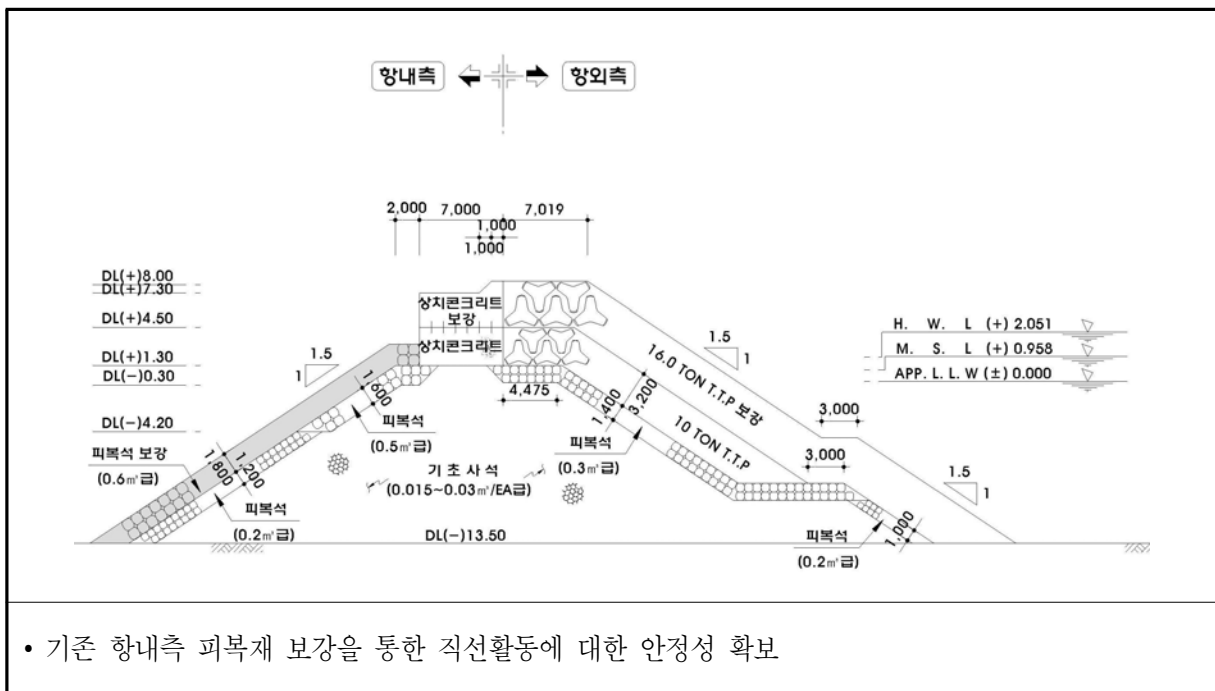 항내측
항외측
2,000
7,000
7,019
1,000
1,000
DL(+)8.00
DL(+)7.30
DL(+)4.50
DL(+)1.30
DL(-)0.30
DL(-)4.20
상치콘크리트
보강
상치콘크리트
1.5
1
1.5
1
H. W. L (+) 2.051
M. S. L (+) 0.958
APP. L. L. W (±) 0.000
16.0 TON T.T.P 보강
10 TON T.T.P
4,475
1,600
1,400
3,200
3,000
3,000
1.5
1
피복석 보강
(0.6㎥급)
1,800
1,200
피복석
(0.5㎥급)
피복석
(0.3㎥급)
기 초 사 석
(0.015~0.03㎥/EA급)
피복석
(0.2㎥급)
DL(-)13.50
피복석
(0.2㎥급)
1,000
• 기존 항내측 피복재 보강을 통한 직선활동에 대한 안정성 확보